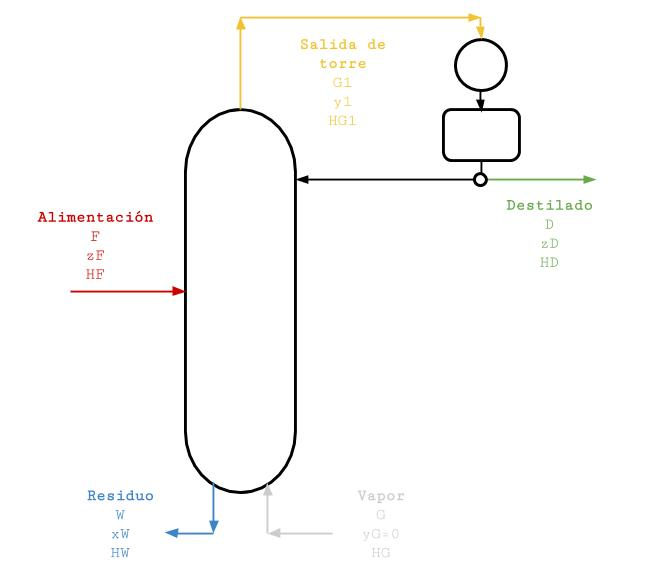 Salida de
torre
G1
y1
HG1
Destilado
D
zD
HD
Alimentación
F
zF
HF
Residuo
W
xW
HW
Vapor
G
yG=0
HG